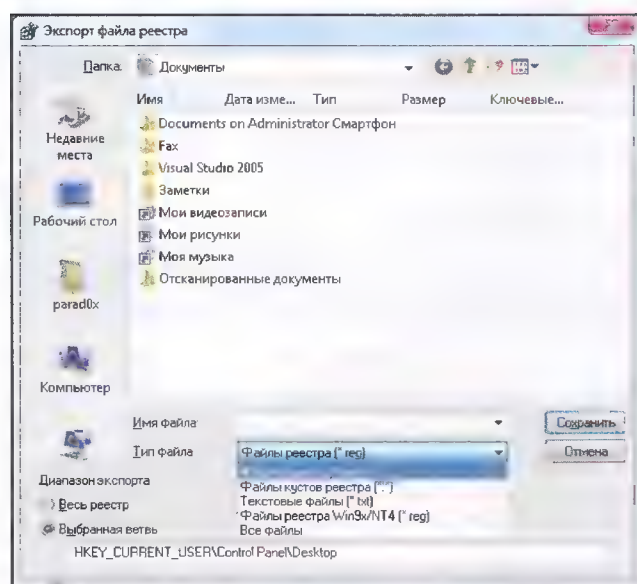 Экспорт файла реестра
Папка: Документы
Имя Дата изме... Тип Размер Ключевые...
Недавние места
Рабочий стол
parad0x
Компьютер
Documents on Administrator Смартфон
Fax
Visual Studio 2005
Заметки
Мои видеозаписи
Мои рисунки
Моя музыка
Отсканированные документы
Имя файла: Сохранить
Тип файла Файлы реестра (*.reg) Отмена
Файлы кустов реестра (*.*)
Текстовые файлы (*.txt)
Файлы реестра Win9x/NT4 (*.reg)
Все файлы
Диапазон экспорта
Весь реестр
Выбранная ветвь
HKEY_CURRENT_USER\Control Panel\Desktop